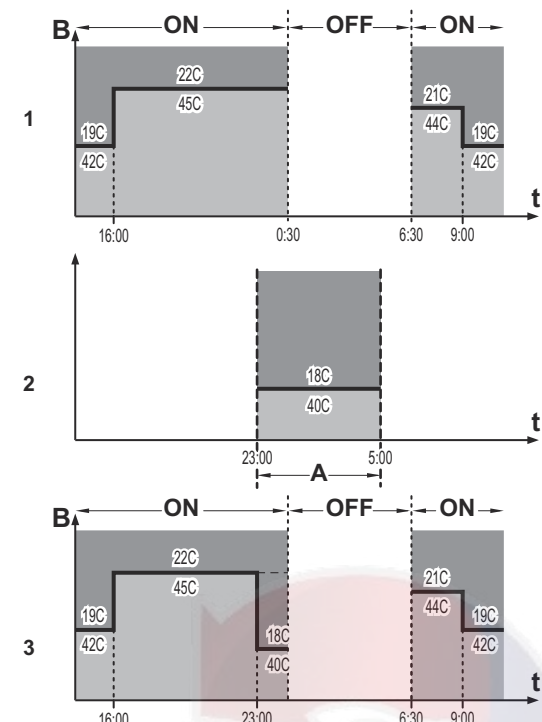 B ON OFF ON
22C
45C
21C
44C
1
19C
42C
19C
42C
t
16:00 0:30 6:30 9:00
2
18C
40C
t
23:00 5:00
A
B ON OFF ON
22C
45C
21C
44C
19C
42C
18C
40C
19C
42C
3
t
16:00 23:00 6:30 9:00